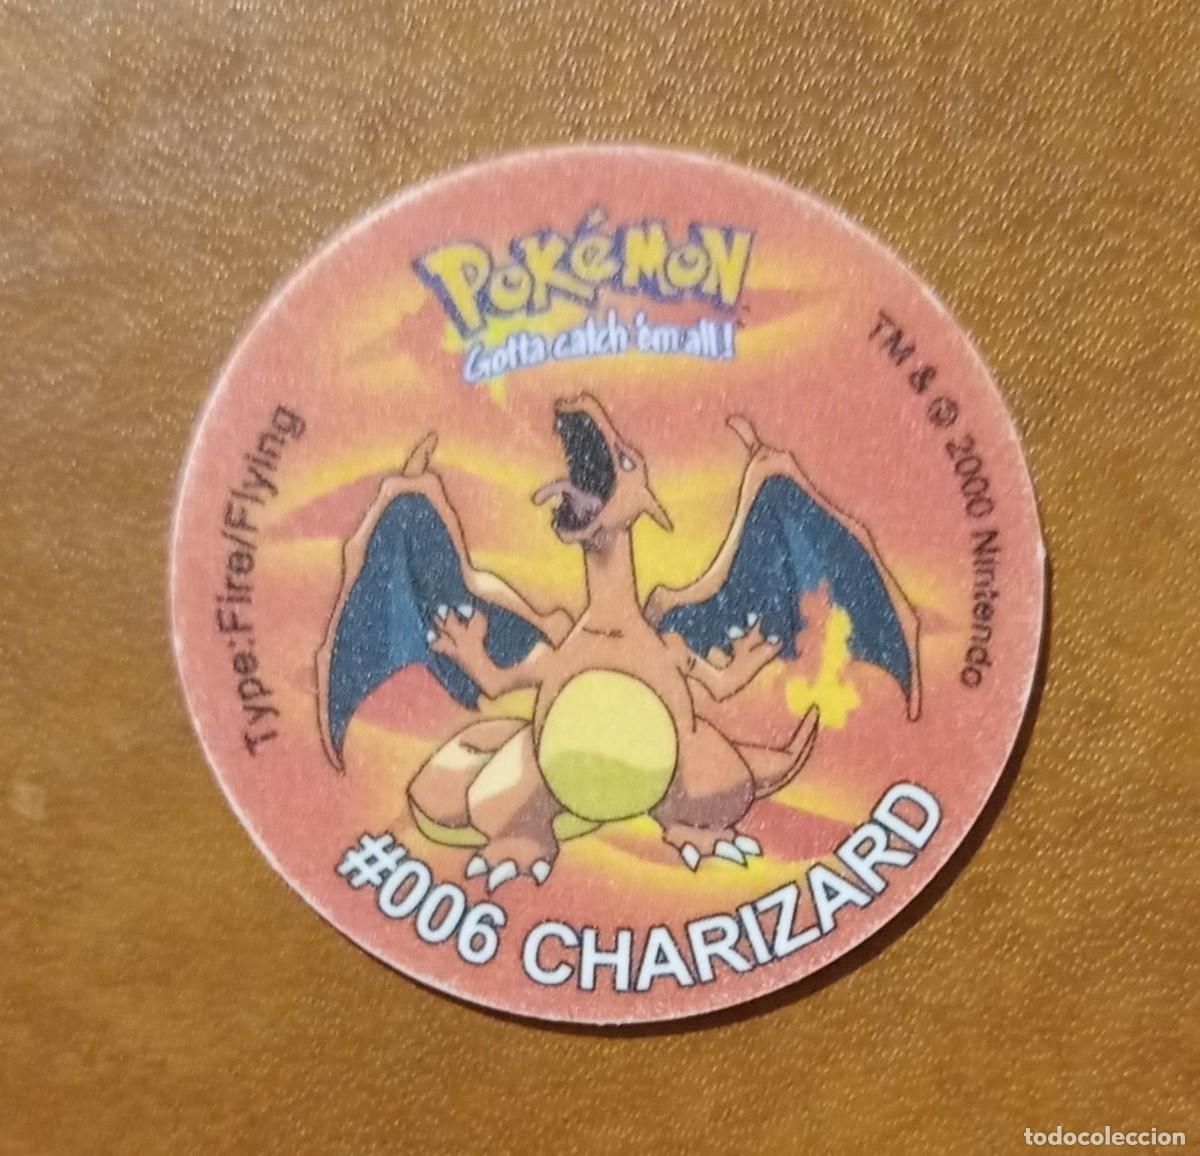 POKéMON
Gotta catch 'em all!
Type:Fire/Flying
TM & ® 2000 Nintendo
#006 CHARIZARD
todocoleccion